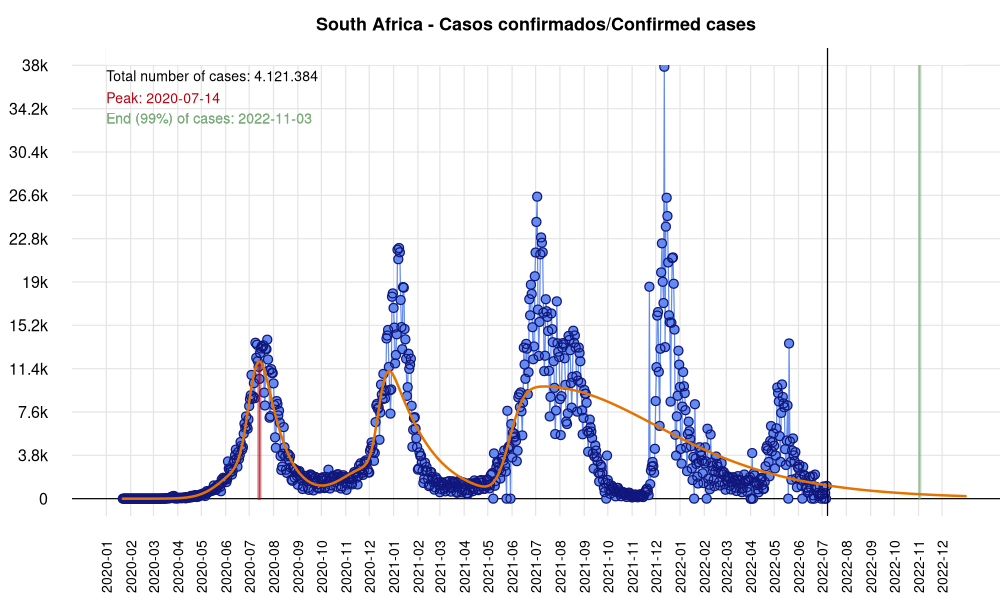 South Africa - Casos confirmados/Confirmed cases
38k
34.2k
30.4k
26.6k
22.8k
19k
15.2k
11.4k
7.6k
3.8k
0
Total number of cases: 4.121.384
Peak: 2020-07-14
End (99%) of cases: 2022-11-03
2020-01
2020-02
2020-03
2020-04
2020-05
2020-06
2020-07
2020-08
2020-09
2020-10
2020-11
2020-12
2021-01
2021-02
2021-03
2021-04
2021-05
2021-06
2021-07
2021-08
2021-09
2021-10
2021-11
2021-12
2022-01
2022-02
2022-03
2022-04
2022-05
2022-06
2022-07
2022-08
2022-09
2022-10
2022-11
2022-12